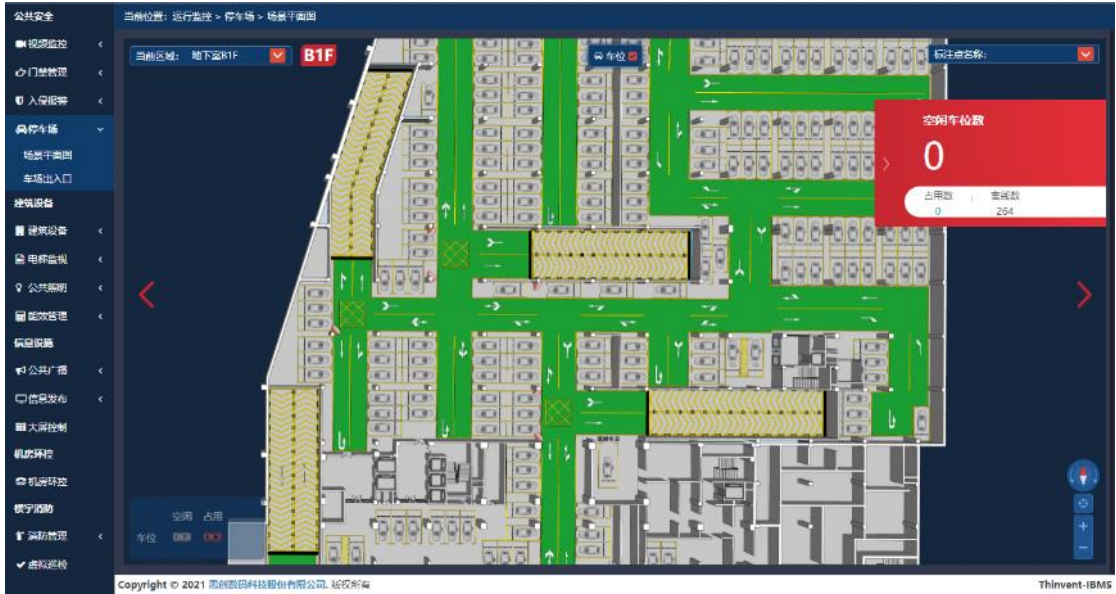 公共安全
当前位置：运行监控 > 停车场 > 场景平面图
视频监控
门禁管理
入侵报警
停车场
场景平面图
车场出入口
建筑设备
建筑设备
电梯监视
公共照明
能效管理
信息设施
公共广播
信息发布
大屏控制
机房环控
机房环控
楼宇消防
消防管理
虚拟巡检
当前区域： 地下室B1F
B1F
车位
标注点名称：
空闲车位数
0
占用数 总能数
0 264
空闲 占用
车位
Copyright © 2021 思创数码科技股份有限公司. 版权所有
Thinvent-IBMS